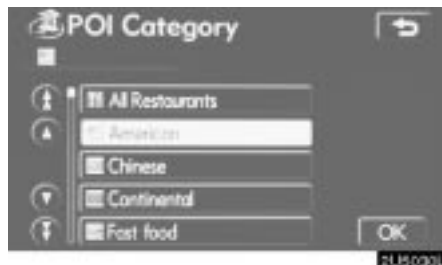 POI Category
All Restaurants
American
Chinese
Continental
Fast food
OK